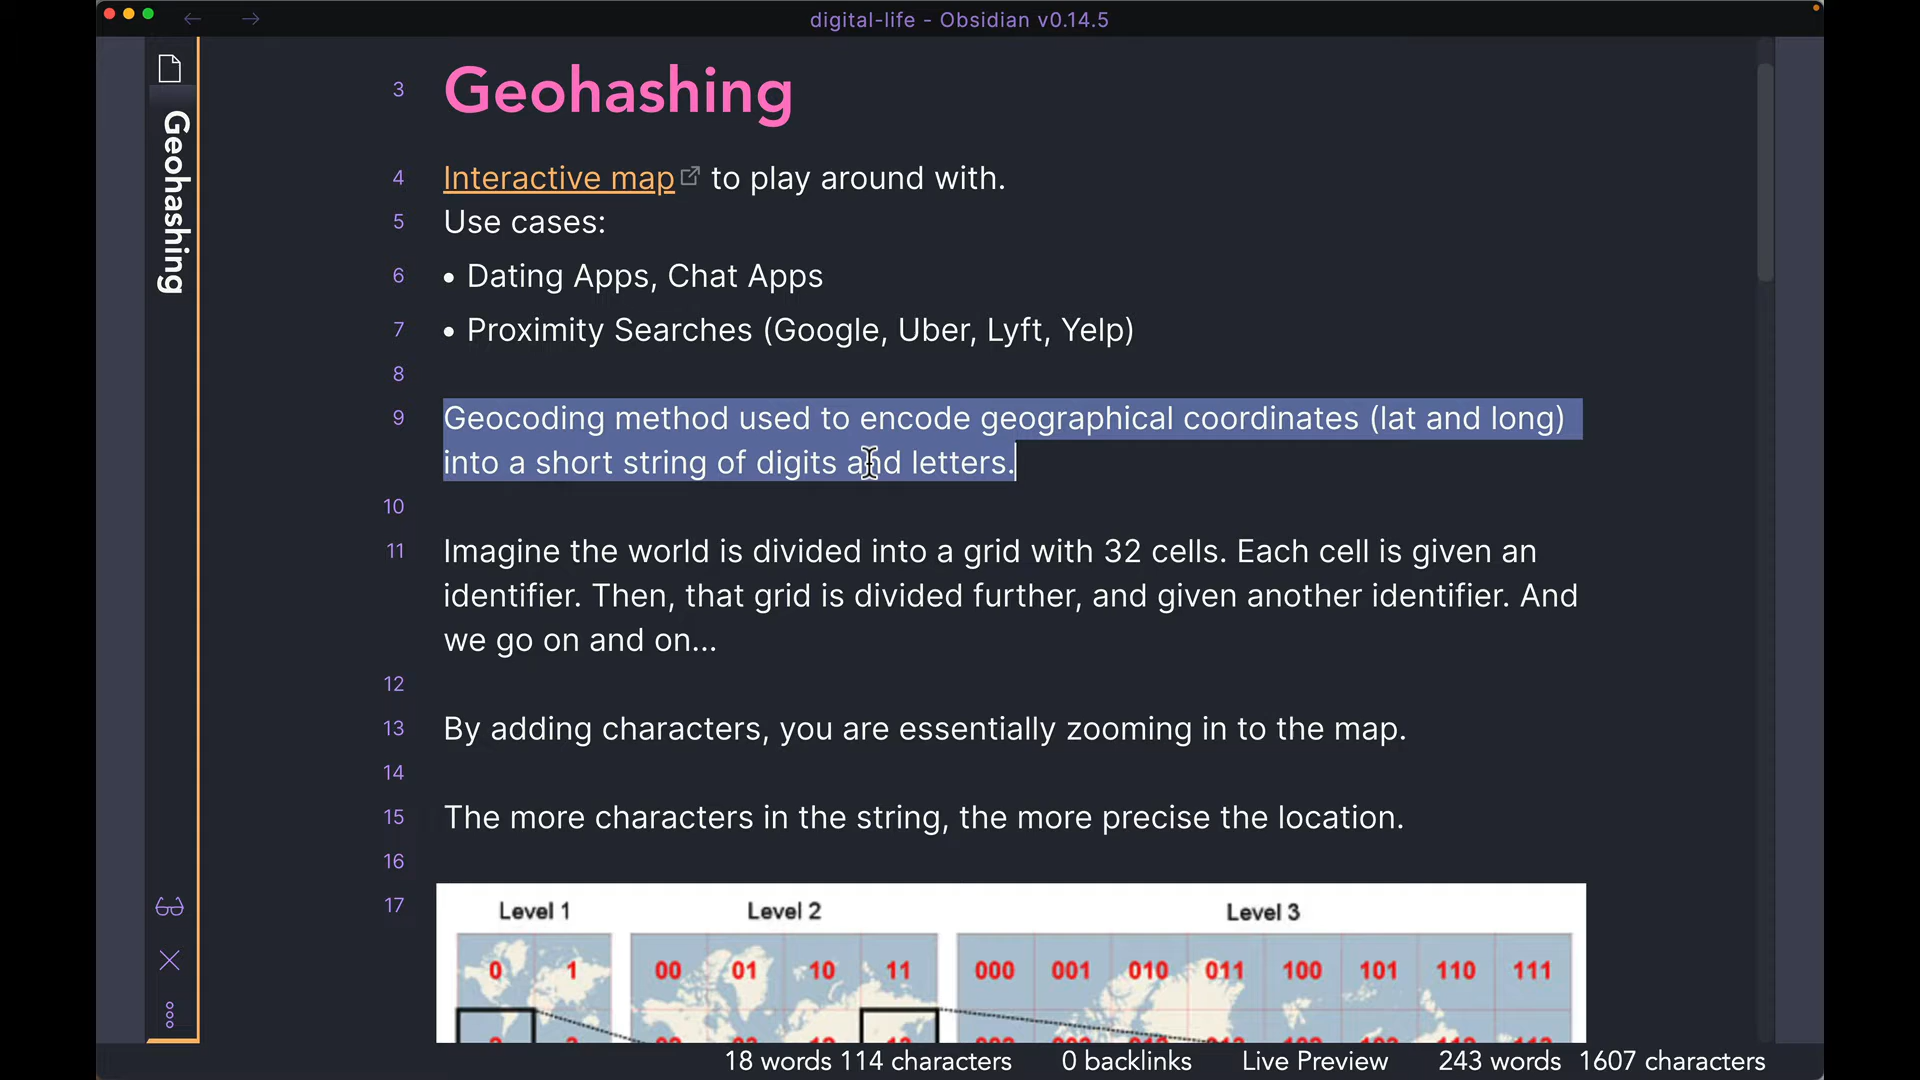 digital-life - Obsidian v0.14.5
Geohashing
3 Geohashing
4 Interactive map to play around with.
5 Use cases:
6 • Dating Apps, Chat Apps
7 • Proximity Searches (Google, Uber, Lyft, Yelp)
8
9 Geocoding method used to encode geographical coordinates (lat and long)
into a short string of digits and letters.
10
11 Imagine the world is divided into a grid with 32 cells. Each cell is given an
identifier. Then, that grid is divided further, and given another identifier. And
we go on and on...
12
13 By adding characters, you are essentially zooming in to the map.
14
15 The more characters in the string, the more precise the location.
16
17
Level 1 Level 2 Level 3
0 1 00 01 10 11 000 001 010 011 100 101 110 111
18 words 114 characters 0 backlinks Live Preview 243 words 1607 characters